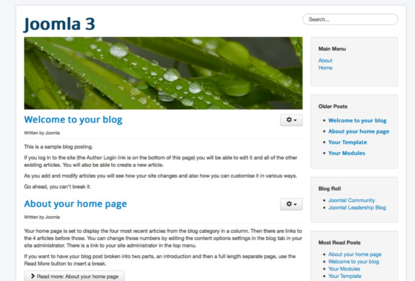 Joomla 3
Search...
Main Menu
About
Home
Welcome to your blog
Written by Joomla
This is a sample blog posting.
If you log in to the site (the Author Login link is on the bottom of this page) you will be able to edit it and all of the other
existing articles. You will also be able to create a new article.
As you add and modify articles you will see how your site changes and also how you can customise it in various ways.
Go ahead, you can't break it.
About your home page
Written by Joomla
Your home page is set to display the four most recent articles from the blog category in a column. Then there are links to
the 4 articles before those. You can change those numbers by editing the content options settings in the blog tab in your
site administrator. There is a link to your site administrator in the top menu.
If you want to have your blog post broken into two parts, an introduction and then a full length separate page, use the
Read More button to insert a break.
Read more: About your home page
Older Posts
Welcome to your blog
About your home page
Your Template
Your Modules
Blog Roll
Joomla! Community
Joomla! Leadership Blog
Most Read Posts
About your home page
Welcome to your blog
Your Modules
Your Template